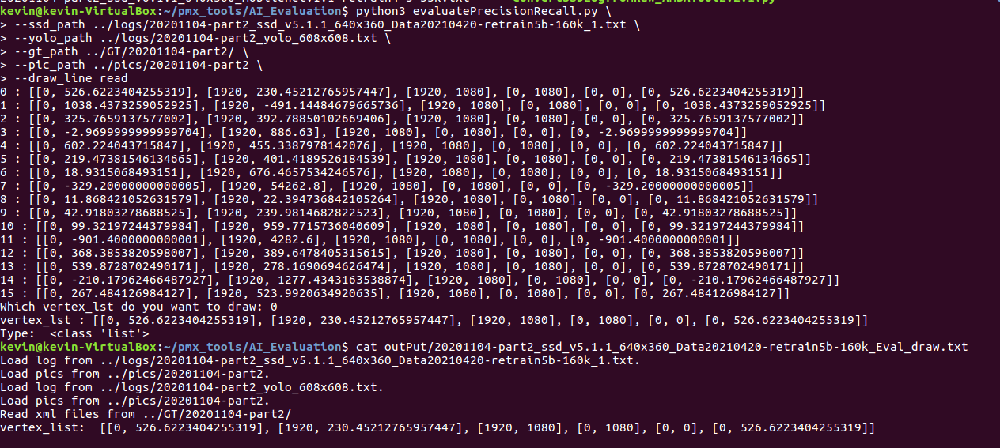 kevin@kevin-VirtualBox:~/pmx_tools/AI_Evaluation$ python3 evaluatePrecisionRecall.py \
> --ssd_path ../logs/20201104-part2_ssd_v5.1.1_640x360_Data20210420-retrain5b-160k_1.txt \
> --yolo_path ../logs/20201104-part2_yolo_608x608.txt \
> --gt_path ../GT/20201104-part2/ \
> --pic_path ../pics/20201104-part2 \
> --draw_line read
0 : [[0, 526.6223404255319], [1920, 230.45212765957447], [1920, 1080], [0, 1080], [0, 0], [0, 526.6223404255319]]
1 : [[0, 1038.4373259052925], [1920, -491.14484679665736], [1920, 1080], [0, 1080], [0, 0], [0, 1038.4373259052925]]
2 : [[0, 325.7659137577002], [1920, 392.78850102669406], [1920, 1080], [0, 1080], [0, 0], [0, 325.7659137577002]]
3 : [[0, -2.9699999999999704], [1920, 886.63], [1920, 1080], [0, 1080], [0, 0], [0, -2.9699999999999704]]
4 : [[0, 602.224043715847], [1920, 455.3387978142076], [1920, 1080], [0, 1080], [0, 0], [0, 602.224043715847]]
5 : [[0, 219.47381546134665], [1920, 401.4189526184539], [1920, 1080], [0, 1080], [0, 0], [0, 219.47381546134665]]
6 : [[0, 18.9315068493151], [1920, 676.4657534246576], [1920, 1080], [0, 1080], [0, 0], [0, 18.9315068493151]]
7 : [[0, -329.20000000000005], [1920, 54262.8], [1920, 1080], [0, 1080], [0, 0], [0, -329.20000000000005]]
8 : [[0, 11.868421052631579], [1920, 22.394736842105264], [1920, 1080], [0, 1080], [0, 0], [0, 11.868421052631579]]
9 : [[0, 42.91803278688525], [1920, 239.9814682822523], [1920, 1080], [0, 1080], [0, 0], [0, 42.91803278688525]]
10 : [[0, 99.32197244379984], [1920, 959.7715736040609], [1920, 1080], [0, 1080], [0, 0], [0, 99.32197244379984]]
11 : [[0, -901.4000000000001], [1920, 4282.6], [1920, 1080], [0, 1080], [0, 0], [0, -901.4000000000001]]
12 : [[0, 368.3853820598007], [1920, 389.6478405315615], [1920, 1080], [0, 1080], [0, 0], [0, 368.3853820598007]]
13 : [[0, 539.8728702490171], [1920, 278.1690694626474], [1920, 1080], [0, 1080], [0, 0], [0, 539.8728702490171]]
14 : [[0, -210.17962466487927], [1920, 1277.4343163538874], [1920, 1080], [0, 1080], [0, 0], [0, -210.17962466487927]]
15 : [[0, 267.484126984127], [1920, 523.9920634920635], [1920, 1080], [0, 1080], [0, 0], [0, 267.484126984127]]
Which vertex_lst do you want to draw: 0
vertex_lst : [[0, 526.6223404255319], [1920, 230.45212765957447], [1920, 1080], [0, 1080], [0, 0], [0, 526.6223404255319]]
Type:  <class 'list'>
kevin@kevin-VirtualBox:~/pmx_tools/AI_Evaluation$ cat outPut/20201104-part2_ssd_v5.1.1_640x360_Data20210420-retrain5b-160k_Eval_draw.txt
Load log from ../logs/20201104-part2_ssd_v5.1.1_640x360_Data20210420-retrain5b-160k_1.txt.
Load pics from ../pics/20201104-part2.
Load log from ../logs/20201104-part2_yolo_608x608.txt.
Load pics from ../pics/20201104-part2.
Read xml files from ../GT/20201104-part2/
vertex_list:  [[0, 526.6223404255319], [1920, 230.45212765957447], [1920, 1080], [0, 1080], [0, 0], [0, 526.6223404255319]]